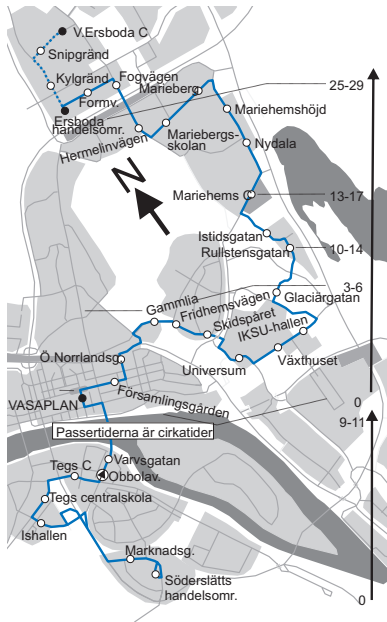 V.Ersboda C
Snipgränd
Kylgränd
Fogvägen
Marieberg
Formv.
25-29
Ersboda
handelsomr.
Mariehemshöjd
Mariebergs-
skolan
Hermelinvägen
Nydala
N
Mariehems
13-17
Istidsgatan
Rullstensgatan
10-14
3-6
Glaciärgatan
Gammlia
Fridhemsvägen
Skidspåret
IKSU-hallen
Ö.Norrlandsg
Växthuset
Universum
Församlingsgården
VASAPLAN
0
9-11
Passertiderna är cirkatider
Varvsgatan
Tegs C
Obbolav.
Tegs centralskola
Ishallen
Marknadsg.
Söderslätts
handelsomr.
0